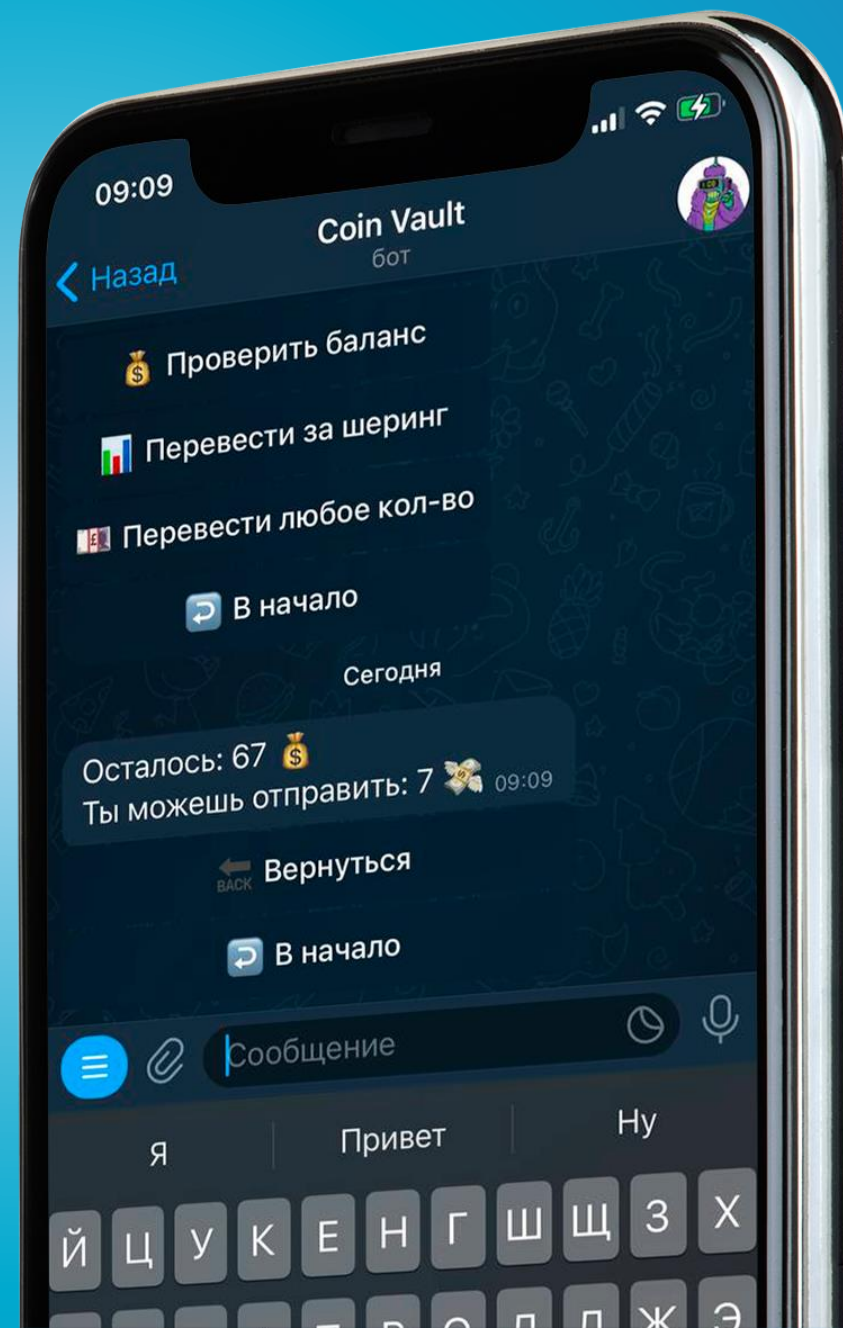 09:09
Coin Vault
бот
Назад
Проверить баланс
Перевести за шеринг
Перевести любое кол-во
В начало
Сегодня
Осталось: 67
Ты можешь отправить: 7 09:09
BACK Вернуться
В начало
Сообщение
Я Привет Ну
Й Ц У К Е Н Г Ш Щ З Х
Ж Э